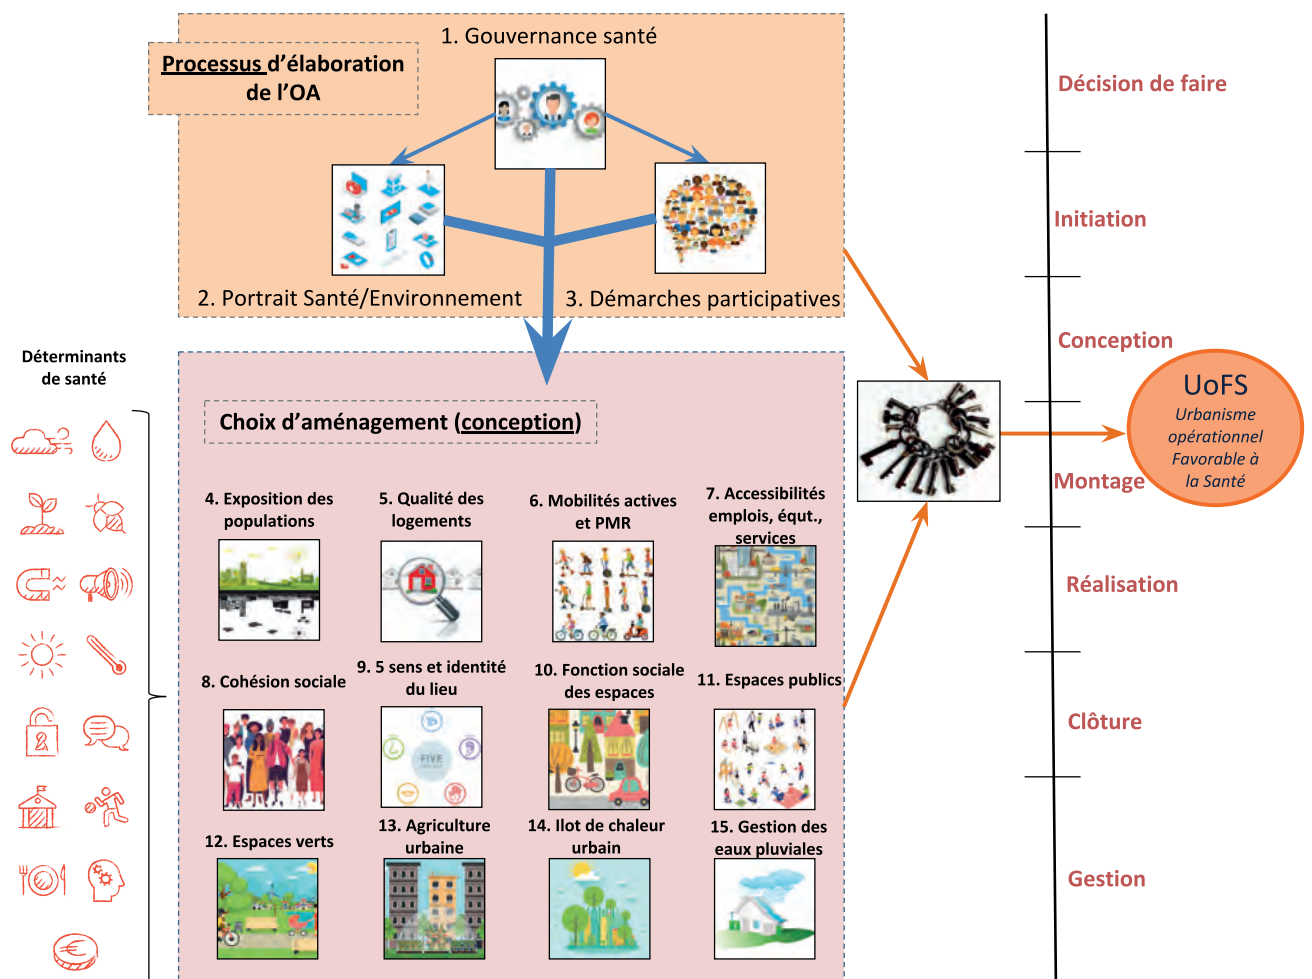 1. Gouvernance santé
Processus d’élaboration
de l’OA
2. Portrait Santé/Environnement
3. Démarches participatives
Déterminants
de santé
Choix d’aménagement (conception)
4. Exposition des
populations
5. Qualité des
logements
6. Mobilités actives
et PMR
7. Accessibilités
emplois, équt.,
services
8. Cohésion sociale
9. 5 sens et identité
du lieu
FIVE
10. Fonction sociale
des espaces
11. Espaces publics
12. Espaces verts
13. Agriculture
urbaine
14. Ilot de chaleur
urbain
15. Gestion des
eaux pluviales
Décision de faire
Initiation
Conception
Montage
Réalisation
Clôture
Gestion
UoFS
Urbanisme
opérationnel
Favorable à
la Santé